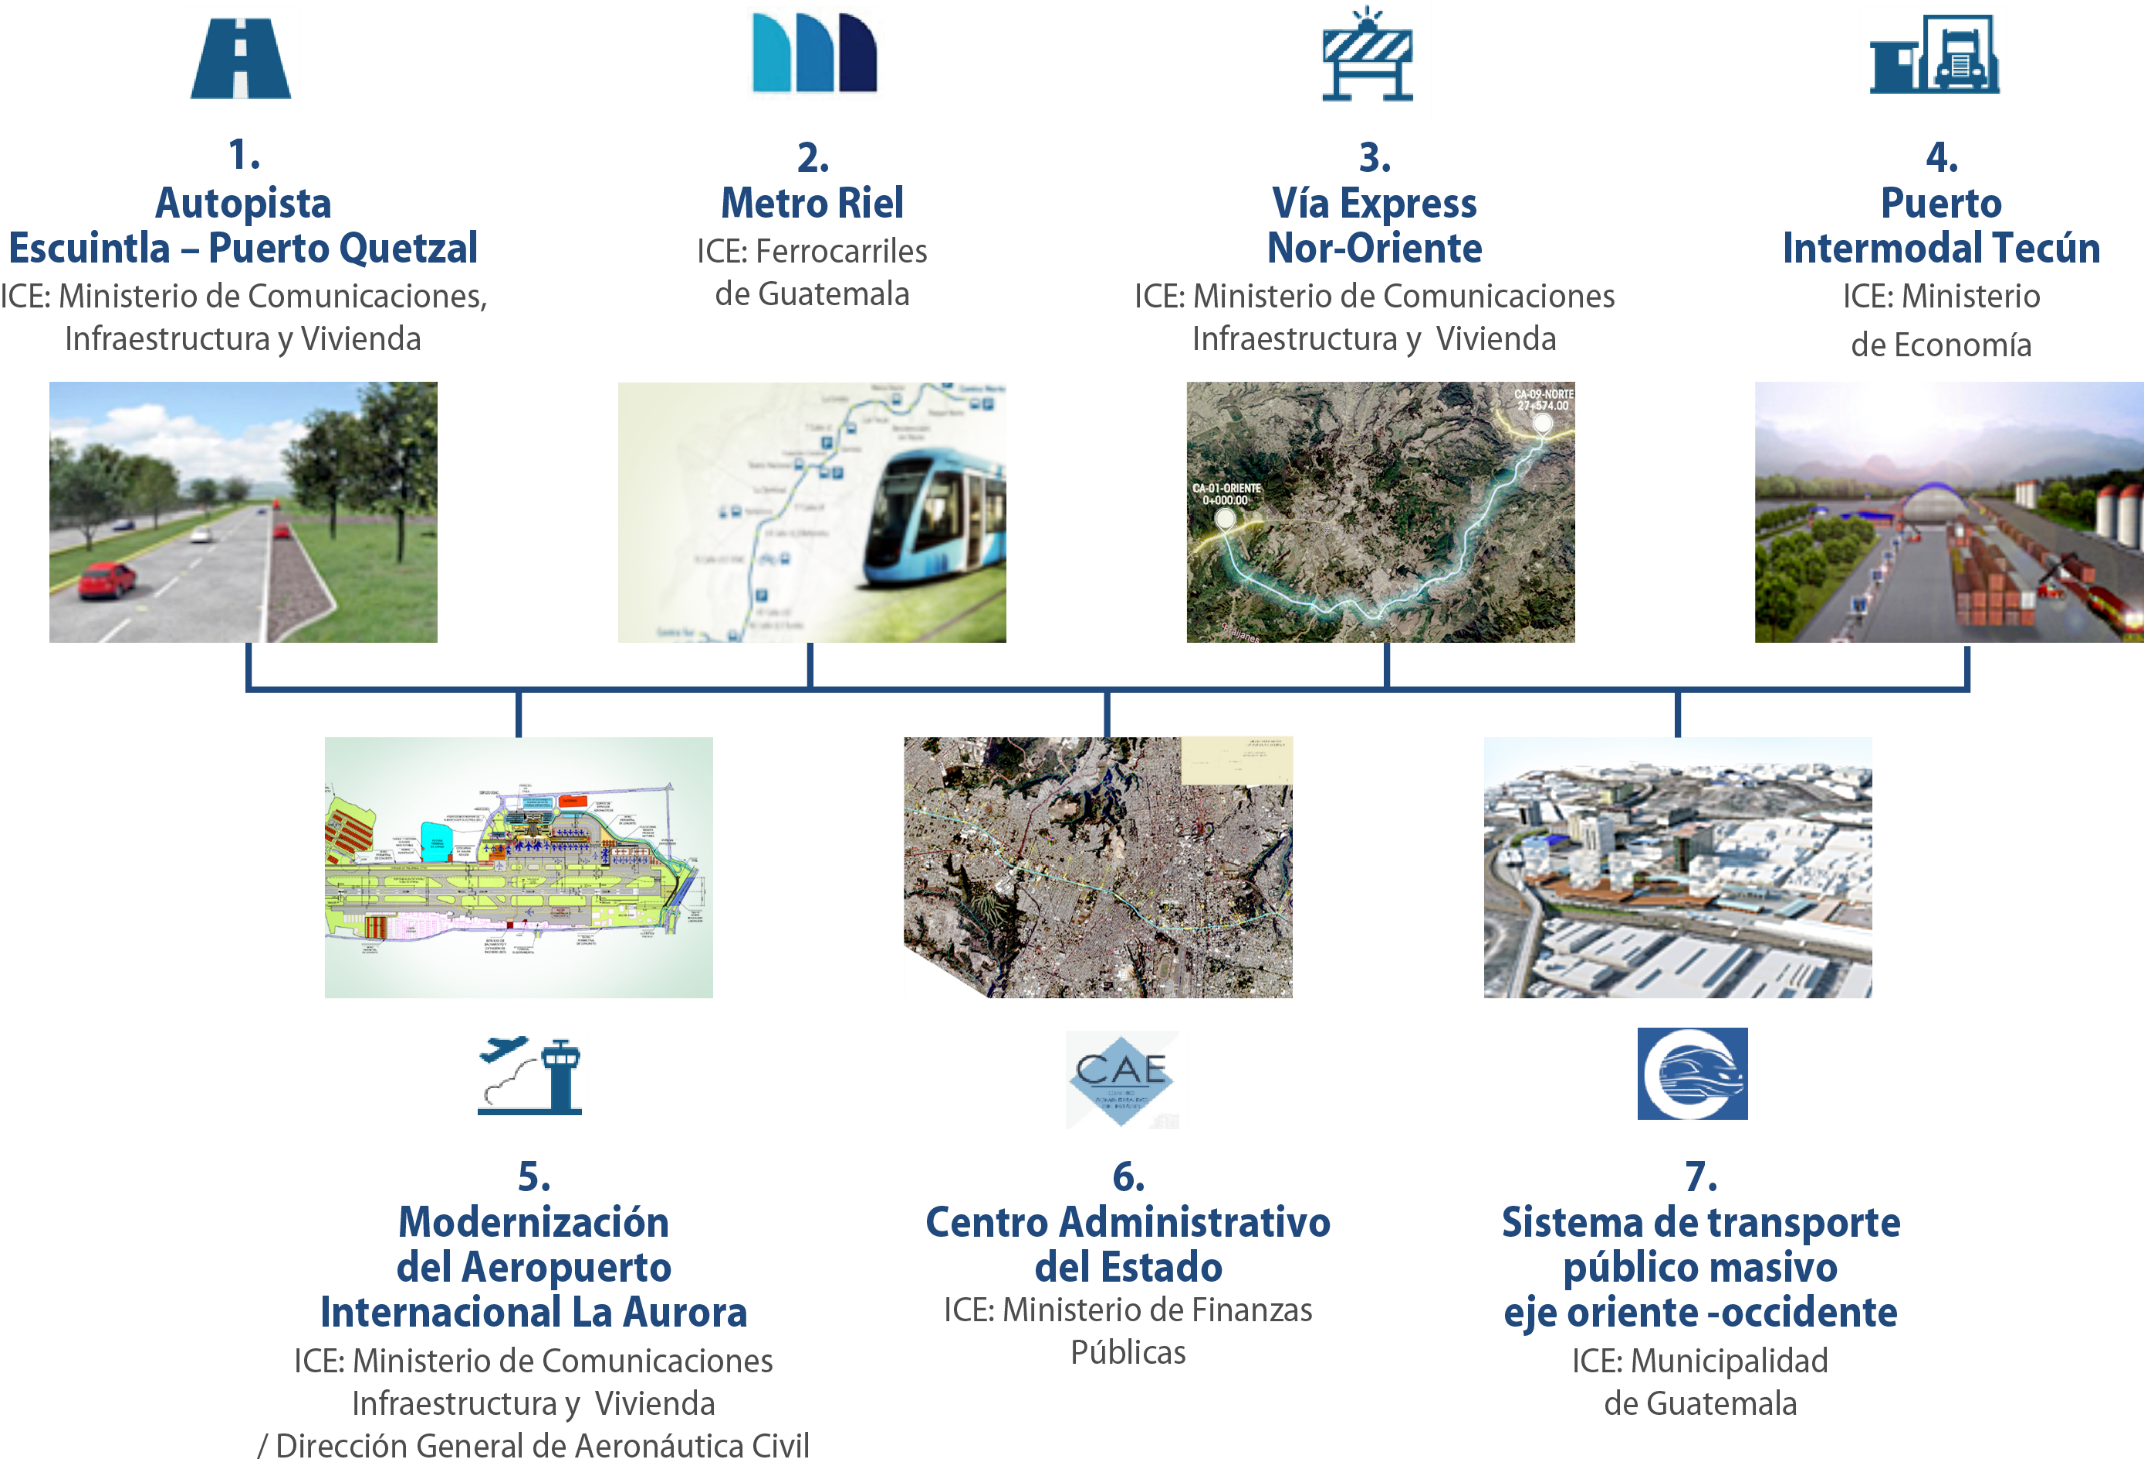 1.
Autopista
Escuintla – Puerto Quetzal
ICE: Ministerio de Comunicaciones,
Infraestructura y Vivienda
2.
Metro Riel
ICE: Ferrocarriles
de Guatemala
3.
Vía Express
Nor-Oriente
ICE: Ministerio de Comunicaciones
Infraestructura y Vivienda
4.
Puerto
Intermodal Tecún
ICE: Ministerio
de Economía
CA-09-NORTE
27+574.00
CA-01-ORIENTE
0+000.00
CAE
5.
Modernización
del Aeropuerto
Internacional La Aurora
ICE: Ministerio de Comunicaciones
Infraestructura y Vivienda
/ Dirección General de Aeronáutica Civil
6.
Centro Administrativo
del Estado
ICE: Ministerio de Finanzas
Públicas
7.
Sistema de transporte
público masivo
eje oriente -occidente
ICE: Municipalidad
de Guatemala